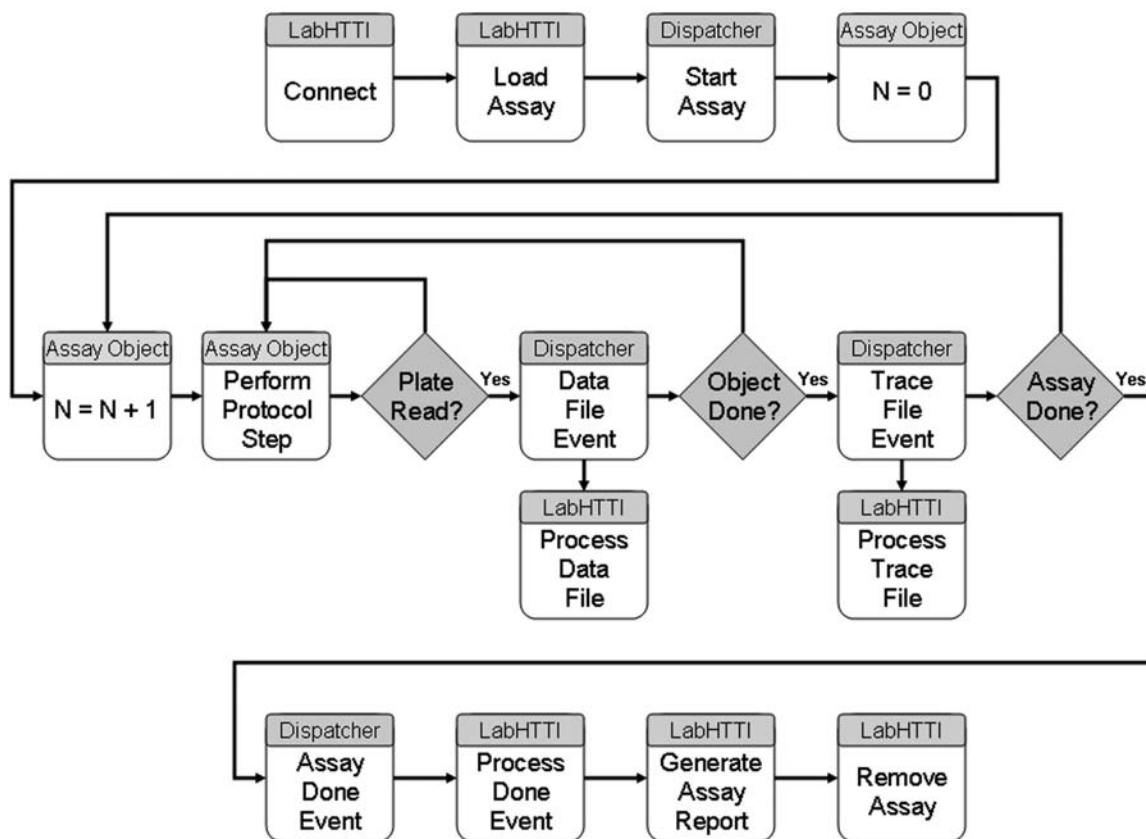 LabHTTI
Connect
LabHTTI
Load
Assay
Dispatcher
Start
Assay
Assay Object
N = 0
Assay Object
N = N + 1
Assay Object
Perform
Protocol
Step
Plate
Read?
Yes
Dispatcher
Data
File
Event
Object
Done?
Yes
Dispatcher
Trace
File
Event
Assay
Done?
Yes
LabHTTI
Process
Data
File
LabHTTI
Process
Trace
File
Dispatcher
Assay
Done
Event
LabHTTI
Process
Done
Event
LabHTTI
Generate
Assay
Report
LabHTTI
Remove
Assay